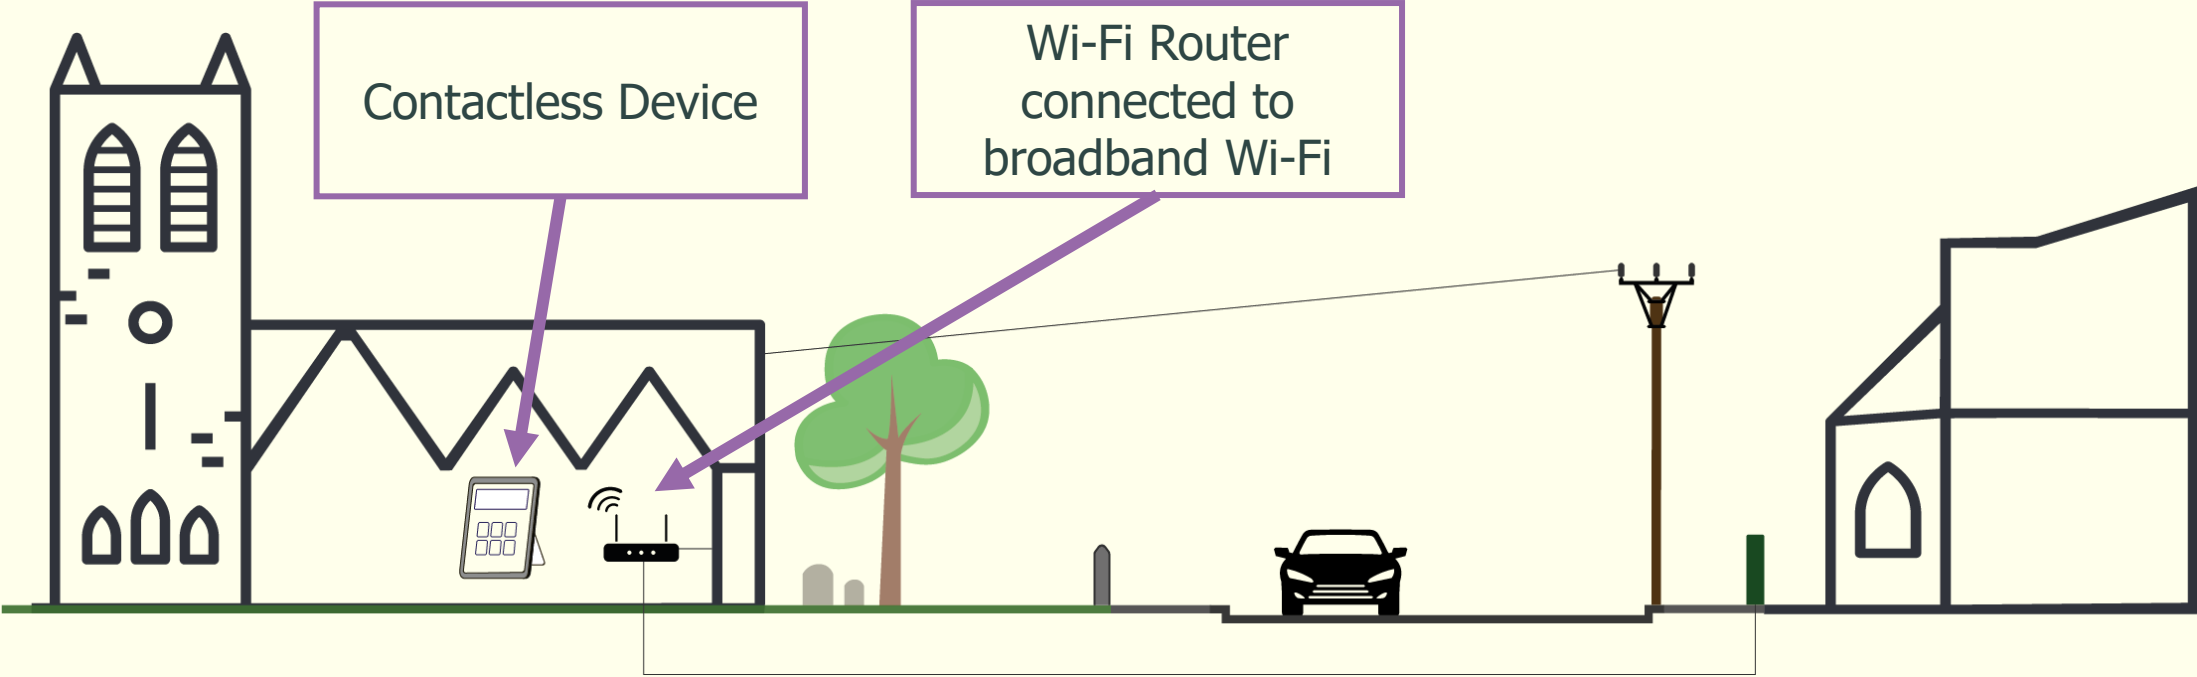 Contactless Device
Wi-Fi Router
connected to
broadband Wi-Fi